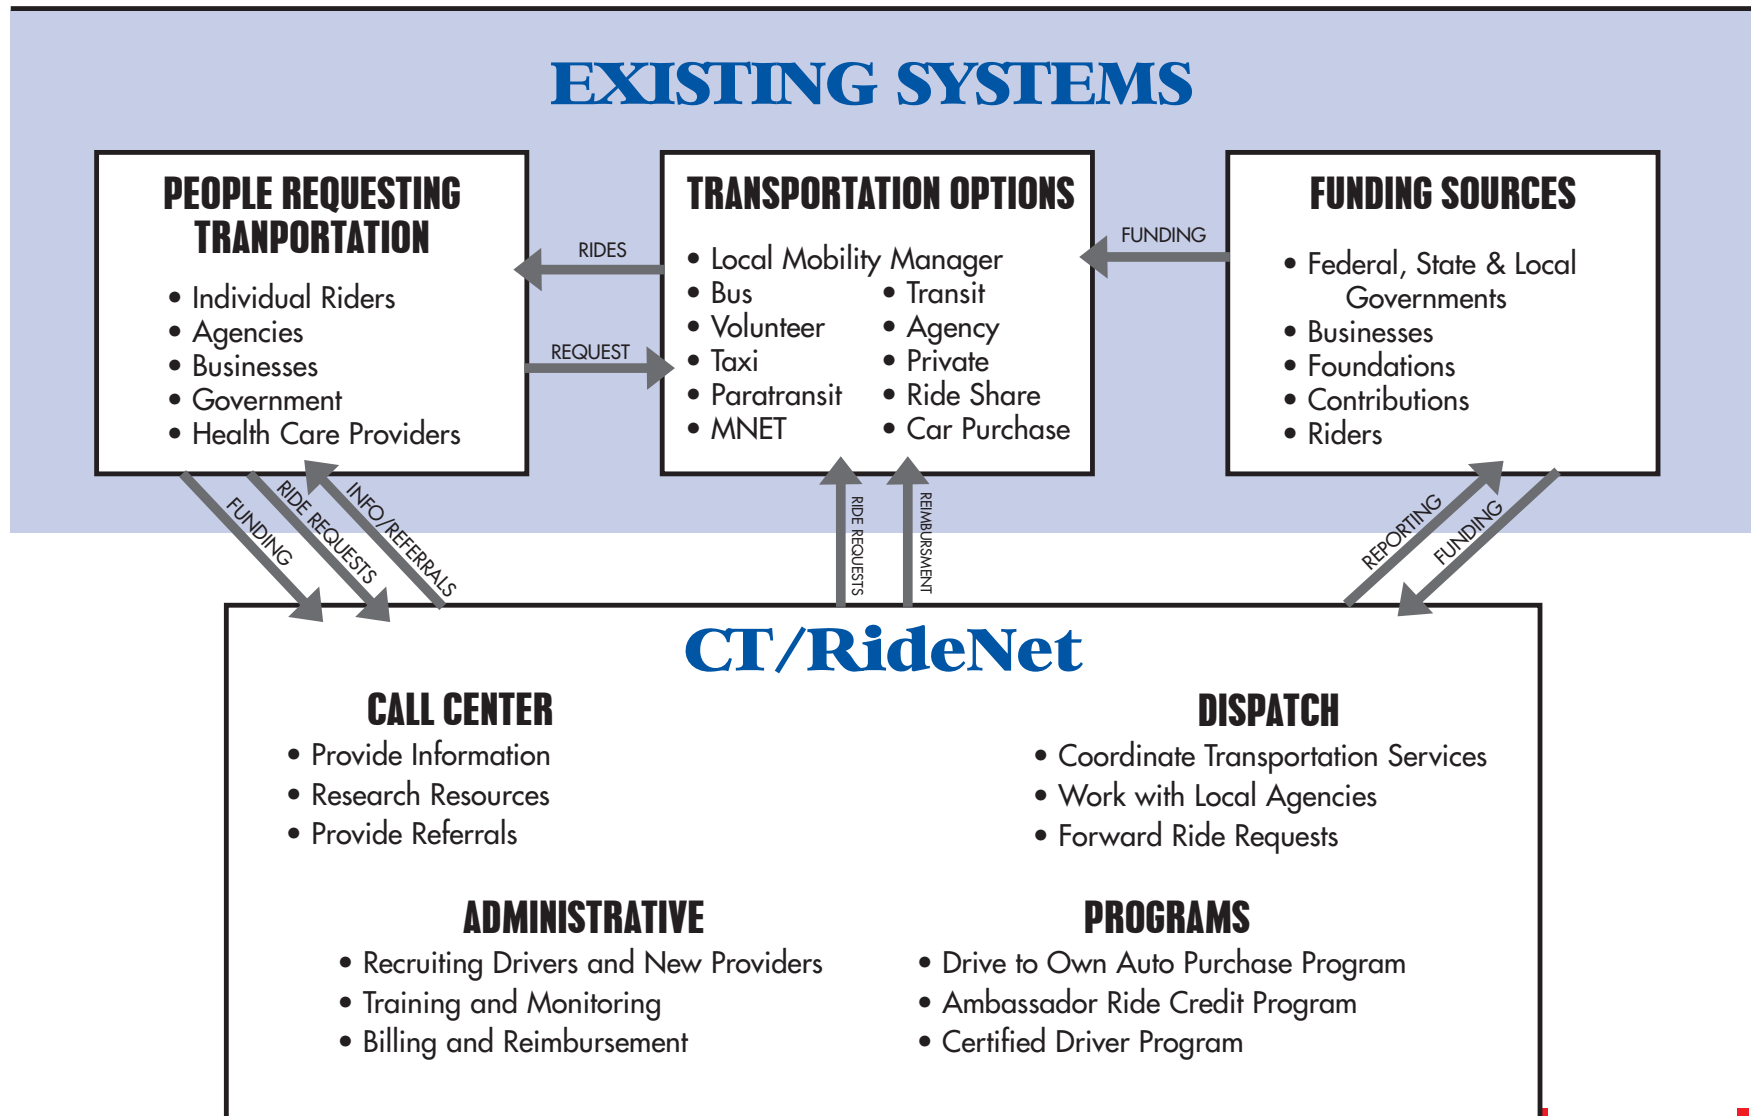 EXISTING SYSTEMS
PEOPLE REQUESTING
TRANPORTATION
• Individual Riders
• Agencies
• Businesses
• Government
• Health Care Providers
RIDES
REQUEST
TRANSPORTATION OPTIONS
• Local Mobility Manager
• Bus
• Transit
• Volunteer
• Agency
• Taxi
• Private
• Paratransit
• Ride Share
• MNET
• Car Purchase
FUNDING
FUNDING SOURCES
• Federal, State & Local
Governments
• Businesses
• Foundations
• Contributions
• Riders
FUNDING
RIDE REQUESTS
INFO/REFERRALS
RIDE REQUESTS
REIMBURSMENT
REPORTING
FUNDING
CT/RideNet
CALL CENTER
• Provide Information
• Research Resources
• Provide Referrals
DISPATCH
• Coordinate Transportation Services
• Work with Local Agencies
• Forward Ride Requests
ADMINISTRATIVE
• Recruiting Drivers and New Providers
• Training and Monitoring
• Billing and Reimbursement
PROGRAMS
• Drive to Own Auto Purchase Program
• Ambassador Ride Credit Program
• Certified Driver Program